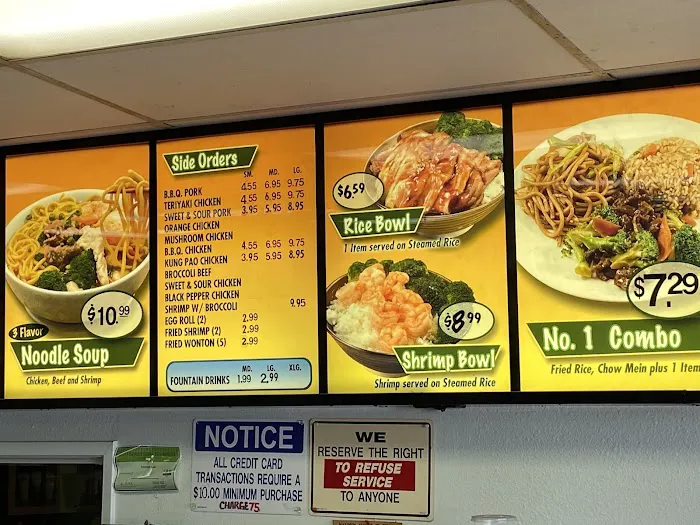 $10.99
3 Flavor
Noodle Soup
Chicken, Beef and Shrimp
Side Orders
SM. MD. LG.
B.B.Q. PORK 4.55 6.95 9.75
TERIYAKI CHICKEN 4.55 6.95 9.75
SWEET & SOUR PORK 3.95 5.95 8.95
ORANGE CHICKEN
MUSHROOM CHICKEN
B.B.Q. CHICKEN 4.55 6.95 9.75
KUNG PAO CHICKEN 3.95 5.95 8.95
BROCCOLI BEEF
SWEET & SOUR CHICKEN
BLACK PEPPER CHICKEN
SHRIMP W/ BROCCOLI 9.95
EGG ROLL (2) 2.99
FRIED SHRIMP (2) 2.99
FRIED WONTON (5) 2.99
MD. LG. XLG.
FOUNTAIN DRINKS 1.99 2.99
$6.59
Rice Bowl
1 Item served on Steamed Rice
$8.99
Shrimp Bowl
Shrimp served on Steamed Rice
$7.29
No. 1 Combo
Fried Rice, Chow Mein plus 1 Item
NOTICE
ALL CREDIT CARD
TRANSACTIONS REQUIRE A
$10.00 MINIMUM PURCHASE
CHARGE 75
WE
RESERVE THE RIGHT
TO REFUSE
SERVICE
TO ANYONE